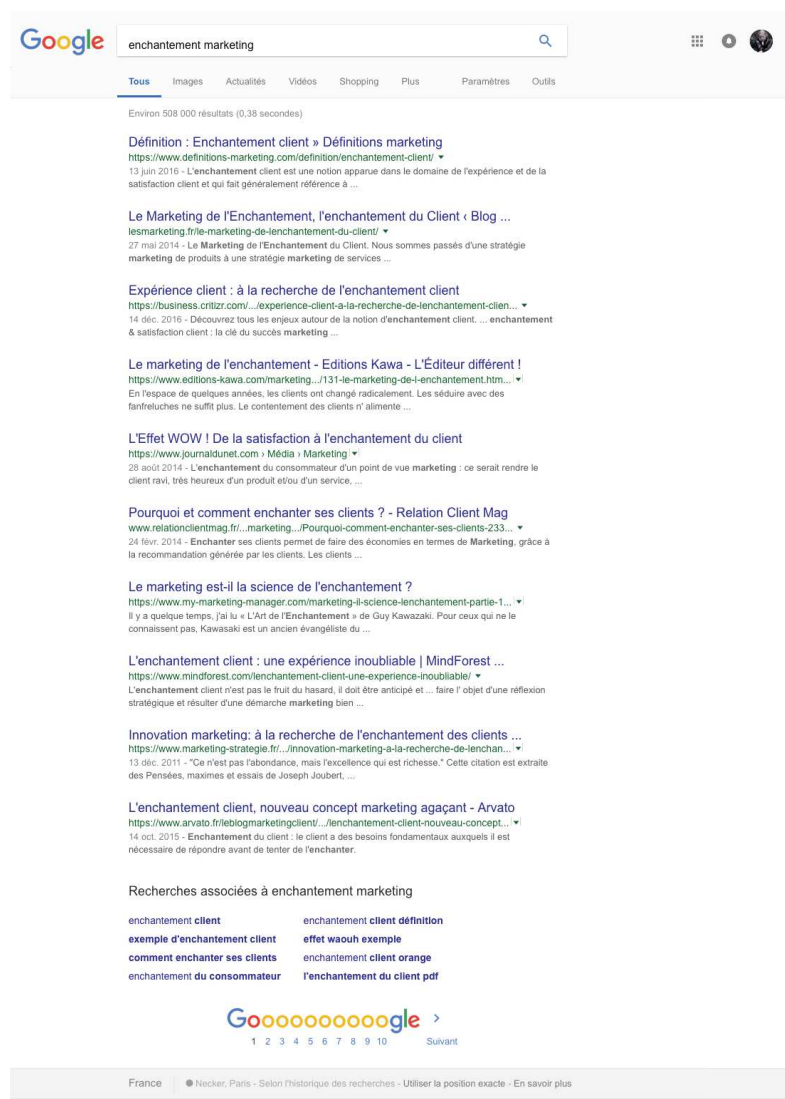 Google
enchantement marketing
Tous Images Actualités Vidéos Shopping Plus Paramètres Outils
Environ 508 000 résultats (0,38 secondes)
Définition : Enchantement client » Définitions marketing
https://www.definitions-marketing.com/definition/enchantement-client/
13 juin 2016 - L'enchantement client est une notion apparue dans le domaine de l'expérience et de la
satisfaction client et qui fait généralement référence à ...
Le Marketing de l'Enchantement, l'enchantement du Client ‹ Blog ...
lesmarketing.fr/le-marketing-de-lenchantement-du-client/
27 mai 2014 - Le Marketing de l'Enchantement du Client. Nous sommes passés d'une stratégie
marketing de produits à une stratégie marketing de services ...
Expérience client : à la recherche de l'enchantement client
https://business.critizr.com/.../experience-client-a-la-recherche-de-lenchantement-clien...
14 déc. 2016 - Découvrez tous les enjeux autour de la notion d'enchantement client. ... enchantement
& satisfaction client : la clé du succès marketing ...
Le marketing de l'enchantement - Editions Kawa - L'Éditeur différent !
https://www.editions-kawa.com/marketing.../131-le-marketing-de-l-enchantement.htm...
En l'espace de quelques années, les clients ont changé radicalement. Les séduire avec des
fanfreluches ne suffit plus. Le contentement des clients n' alimente ...
L'Effet WOW ! De la satisfaction à l'enchantement du client
https://www.journaldunet.com › Média › Marketing
28 août 2014 - L'enchantement du consommateur d'un point de vue marketing : ce serait rendre le
client ravi, très heureux d'un produit et/ou d'un service, ...
Pourquoi et comment enchanter ses clients ? - Relation Client Mag
www.relationclientmag.fr/...marketing.../Pourquoi-comment-enchanter-ses-clients-233...
24 févr. 2014 - Enchanter ses clients permet de faire des économies en termes de Marketing, grâce à
la recommandation générée par les clients. Les clients ...
Le marketing est-il la science de l'enchantement ?
https://www.my-marketing-manager.com/marketing-il-science-lenchantement-partie-1...
Il y a quelque temps, j'ai lu « L'Art de l'Enchantement » de Guy Kawazaki. Pour ceux qui ne le
connaissent pas, Kawasaki est un ancien évangéliste du ...
L'enchantement client : une expérience inoubliable | MindForest ...
https://www.mindforest.com/lenchantement-client-une-experience-inoubliable/
L'enchantement client n'est pas le fruit du hasard, il doit être anticipé et ... faire l' objet d'une réflexion
stratégique et résulter d'une démarche marketing bien ...
Innovation marketing: à la recherche de l'enchantement des clients ...
https://www.marketing-strategie.fr/.../innovation-marketing-a-la-recherche-de-lenchan...
13 déc. 2011 - "Ce n'est pas l'abondance, mais l'excellence qui est richesse." Cette citation est extraite
des Pensées, maximes et essais de Joseph Joubert, ...
L'enchantement client, nouveau concept marketing agaçant - Arvato
https://www.arvato.fr/leblogmarketingclient/.../lenchantement-client-nouveau-concept...
14 oct. 2015 - Enchantement du client : le client a des besoins fondamentaux auxquels il est
nécessaire de répondre avant de tenter de l'enchanter.
Recherches associées à enchantement marketing
enchantement client enchantement client définition
exemple d'enchantement client effet waouh exemple
comment enchanter ses clients enchantement client orange
enchantement du consommateur l'enchantement du client pdf
Goooooooooogle >
1 2 3 4 5 6 7 8 9 10 Suivant
France Necker, Paris - Selon l'historique des recherches - Utiliser la position exacte - En savoir plus